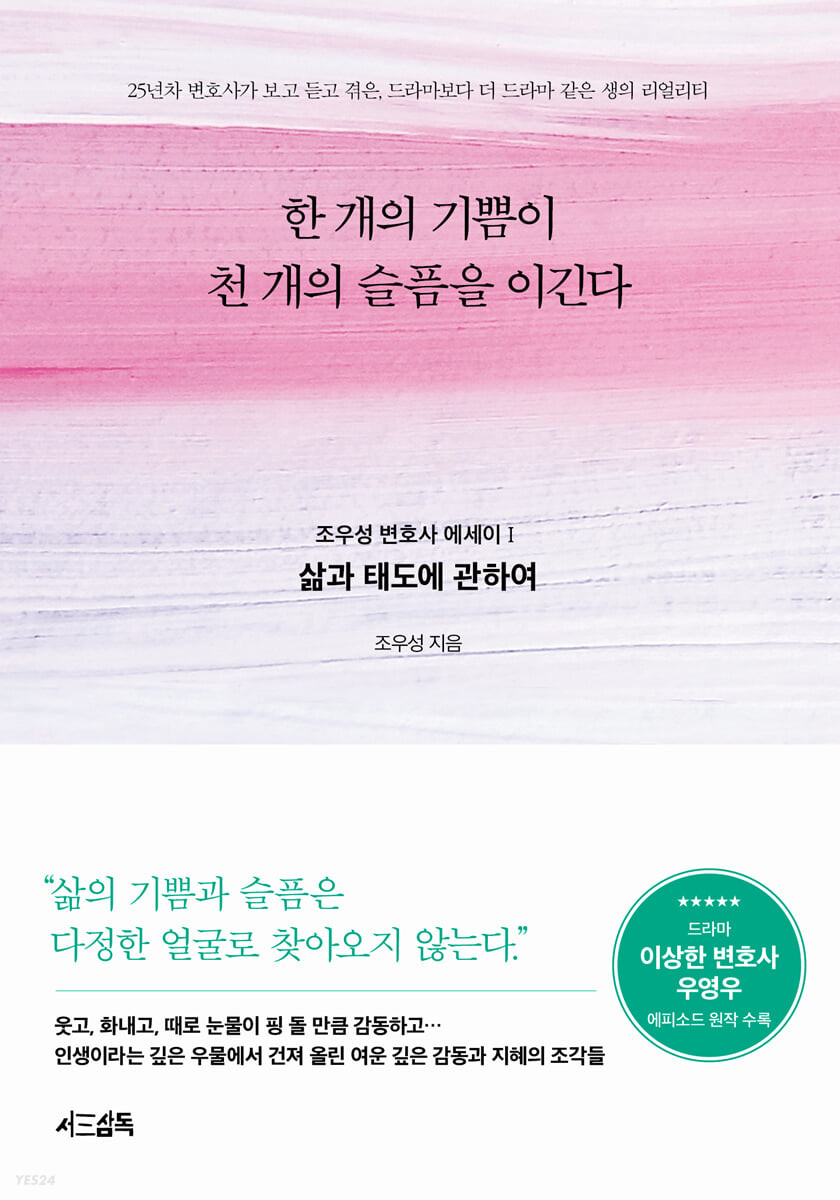 25년차 변호사가 보고 듣고 겪은, 드라마보다 더 드라마 같은 생의 리얼리티
한 개의 기쁨이
천 개의 슬픔을 이긴다
조우성 변호사 에세이 I
삶과 태도에 관하여
조우성 지음
“삶의 기쁨과 슬픔은
다정한 얼굴로 찾아오지 않는다.”
웃고, 화내고, 때로 눈물이 핑 돌 만큼 감동하고…
인생이라는 깊은 우물에서 건져 올린 여운 깊은 감동과 지혜의 조각들
★★★★★
드라마
이상한 변호사
우영우
에피소드 원작 수록
서삼독
YES24